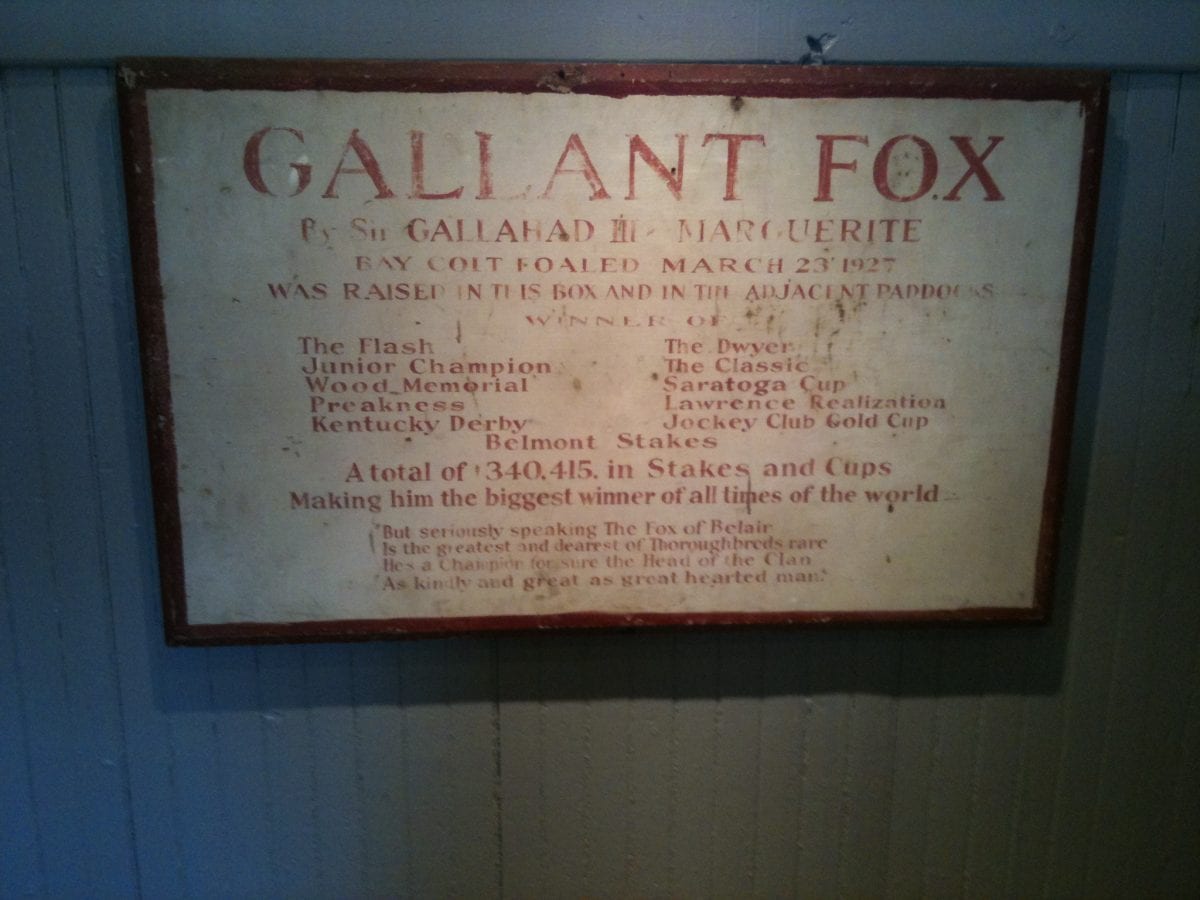 GALLANT FOX
By Sir GALLAHAD III - MARGUERITE
BAY COLT FOALED MARCH 23' 1927
WAS RAISED IN THIS BOX AND IN THE ADJACENT PADDOCKS
WINNER OF
The Flash
Junior Champion
Wood Memorial
Preakness
Kentucky Derby
The Dwyer
The Classic
Saratoga Cup
Lawrence Realization
Jockey Club Gold Cup
Belmont Stakes
A total of $340,415. in Stakes and Cups
Making him the biggest winner of all times of the world
"But seriously speaking The Fox of Belair
Is the greatest and dearest of Thoroughbreds rare
Hes a Champion for sure the Head of the Clan
As kindly and great as great hearted man."